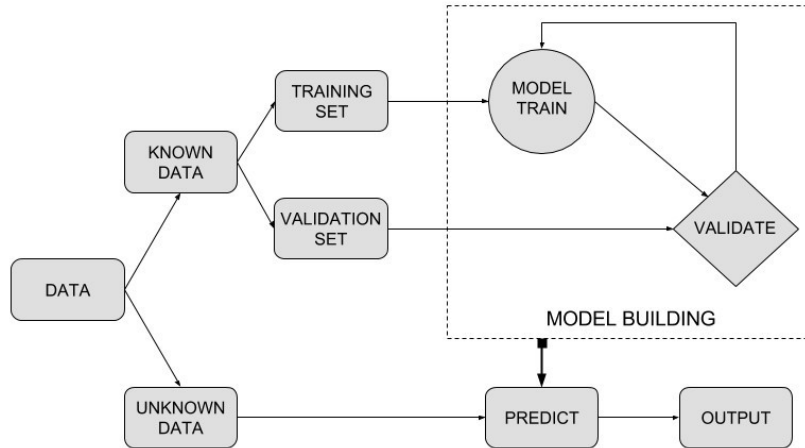 MODEL
TRAIN
TRAINING
SET
KNOWN
DATA
VALIDATION
SET
VALIDATE
DATA
MODEL BUILDING
UNKNOWN
DATA
PREDICT
OUTPUT